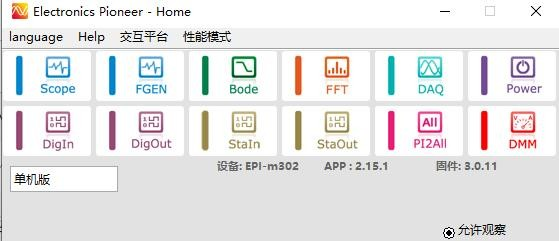 Electronics Pioneer - Home
language Help 交互平台 性能模式
Scope FGEN Bode FFT DAQ Power
All
DigIn DigOut StaIn StaOut PI2All DMM
设备: EPI-m302 APP : 2.15.1 固件: 3.0.11
单机版
允许观察